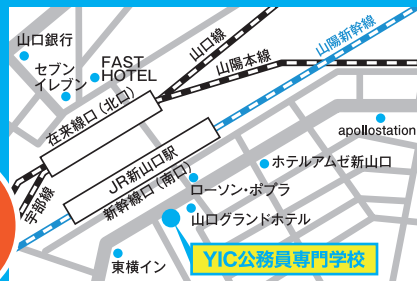 山口銀行
セブン
イレブン
FAST
HOTEL
山口線
山陽本線
山陽新幹線
在来線口(北口)
宇部線
JR新山口駅
新幹線口(南口)
apollostation
ホテルアムゼ新山口
ローソン・ポプラ
山口グランドホテル
東横イン
YIC公務員専門学校